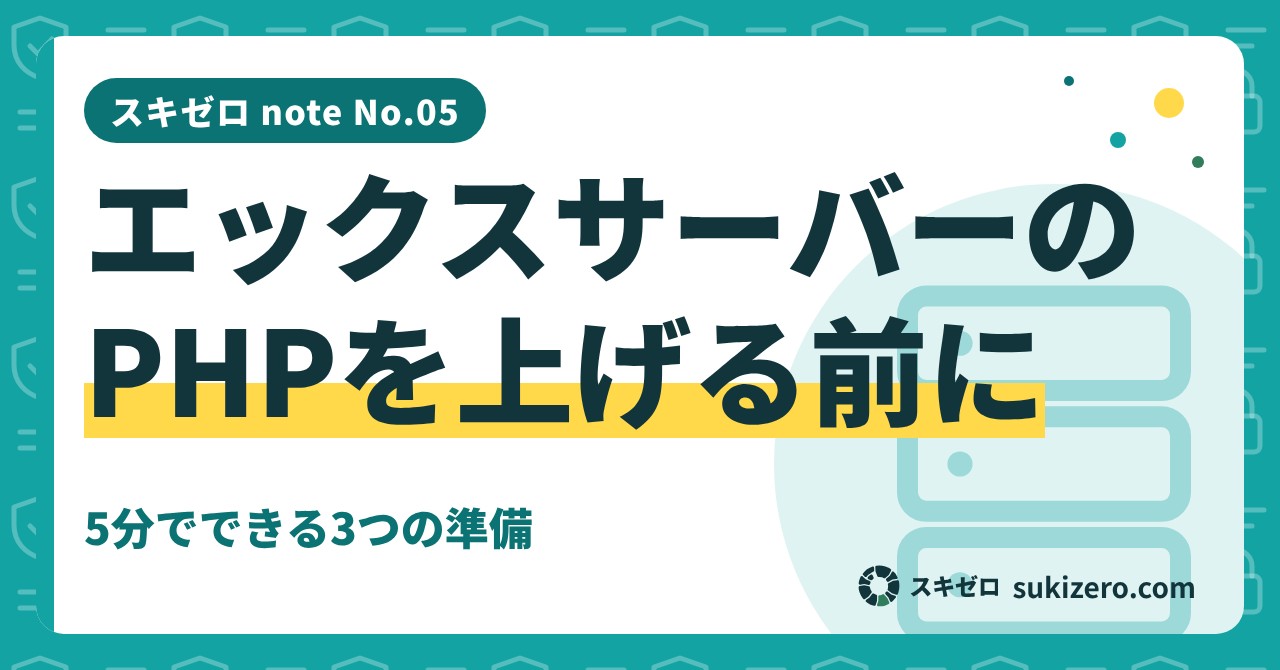 スキゼロ note No.05
エックスサーバーの
PHPを上げる前に
5分でできる3つの準備
スキゼロ sukizero.com